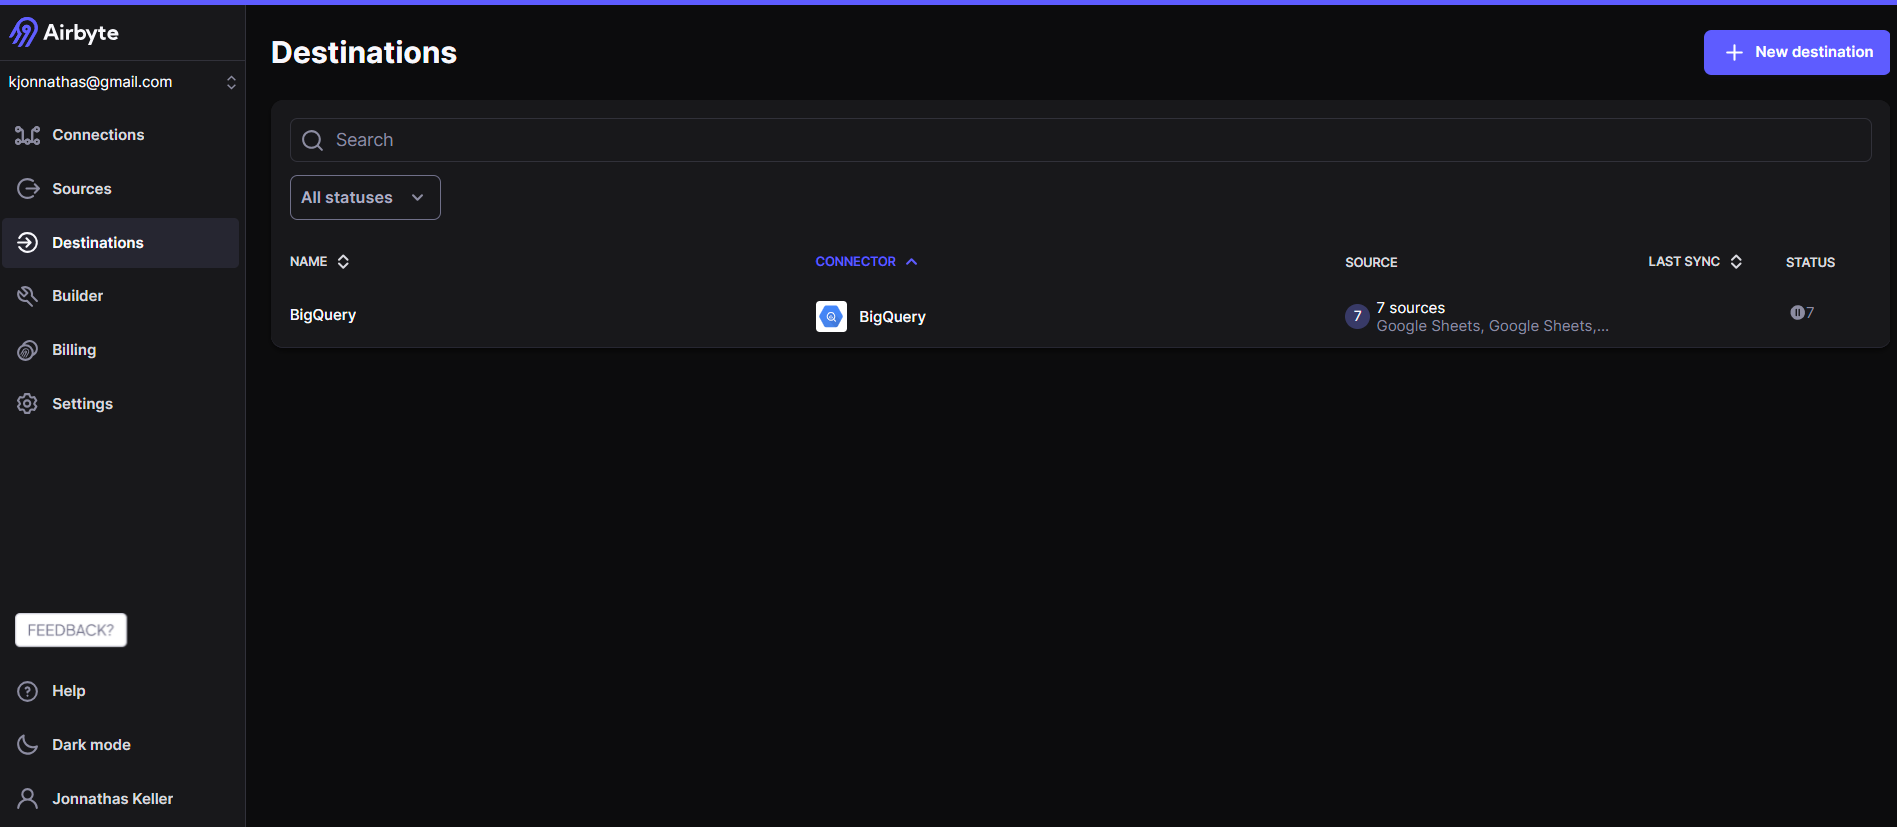 Airbyte
kjonnathas@gmail.com
Connections
Sources
Destinations
Builder
Billing
Settings
FEEDBACK?
Help
Dark mode
Jonnathas Keller
Destinations
New destination
Search
All statuses
NAME CONNECTOR SOURCE LAST SYNC STATUS
BigQuery BigQuery 7 7 sources 7
Google Sheets, Google Sheets,...